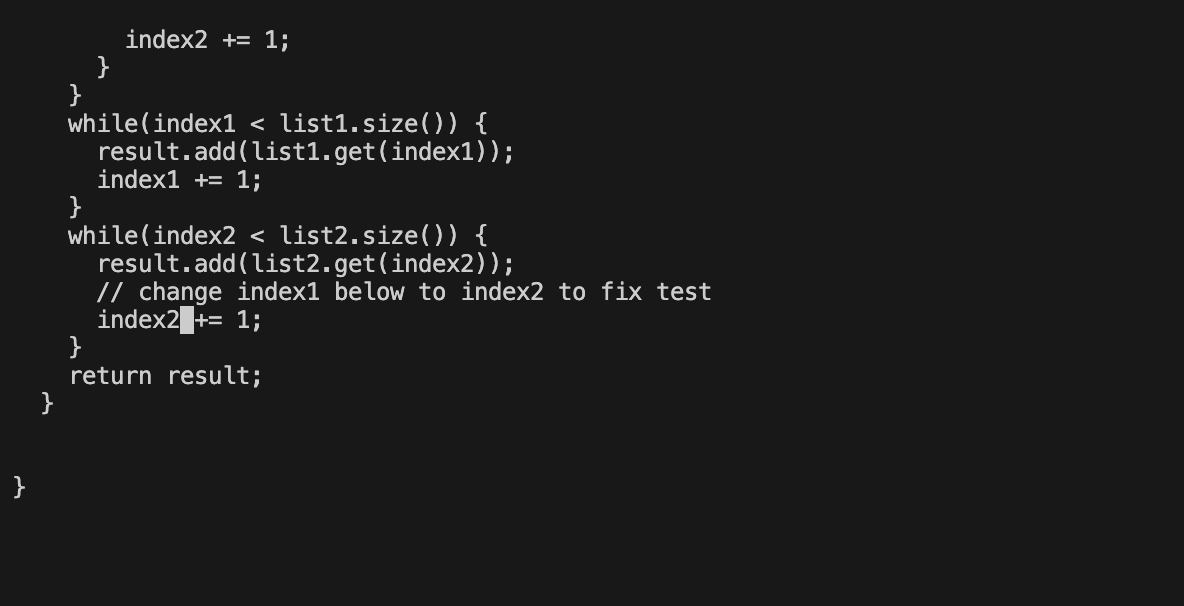 index2 += 1;
      }
    }
    while(index1 < list1.size()) {
      result.add(list1.get(index1));
      index1 += 1;
    }
    while(index2 < list2.size()) {
      result.add(list2.get(index2));
      // change index1 below to index2 to fix test
      index2 += 1;
    }
    return result;
  }
}